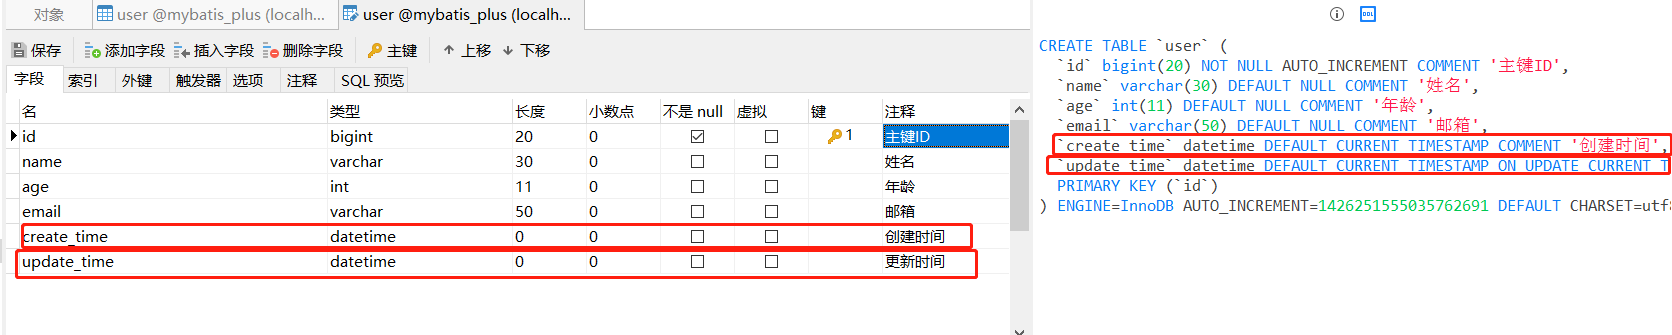 对象
user @mybatis_plus (localh...
user @mybatis_plus (localh...
保存
添加字段
插入字段
删除字段
主键
上移
下移
字段 索引 外键 触发器 选项 注释 SQL 预览
名 类型 长度 小数点 不是 null 虚拟 键 注释
id bigint 20 0 1 主键ID
name varchar 30 0 姓名
age int 11 0 年龄
email varchar 50 0 邮箱
create_time datetime 0 0 创建时间
update_time datetime 0 0 更新时间
DDL
CREATE TABLE `user` (
`id` bigint(20) NOT NULL AUTO_INCREMENT COMMENT '主键ID',
`name` varchar(30) DEFAULT NULL COMMENT '姓名',
`age` int(11) DEFAULT NULL COMMENT '年龄',
`email` varchar(50) DEFAULT NULL COMMENT '邮箱',
`create_time` datetime DEFAULT CURRENT_TIMESTAMP COMMENT '创建时间',
`update_time` datetime DEFAULT CURRENT_TIMESTAMP ON UPDATE CURRENT_T
PRIMARY KEY (`id`)
) ENGINE=InnoDB AUTO_INCREMENT=1426251555035762691 DEFAULT CHARSET=utf8